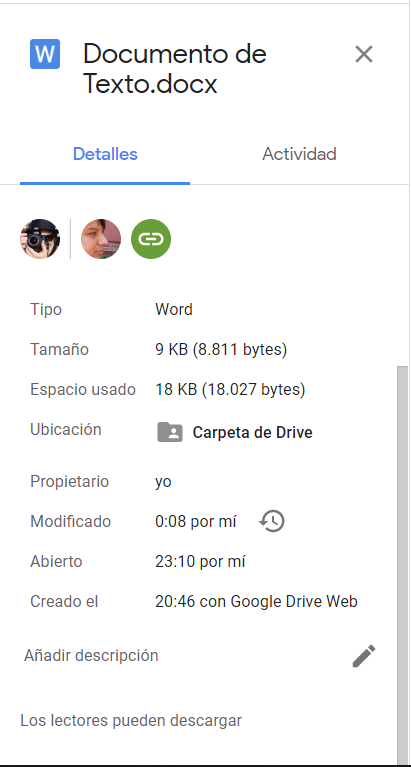 W
Documento de
Texto.docx
Detalles
Actividad
Tipo Word
Tamaño 9 KB (8.811 bytes)
Espacio usado 18 KB (18.027 bytes)
Ubicación Carpeta de Drive
Propietario yo
Modificado 0:08 por mí
Abierto 23:10 por mí
Creado el 20:46 con Google Drive Web
Añadir descripción
Los lectores pueden descargar